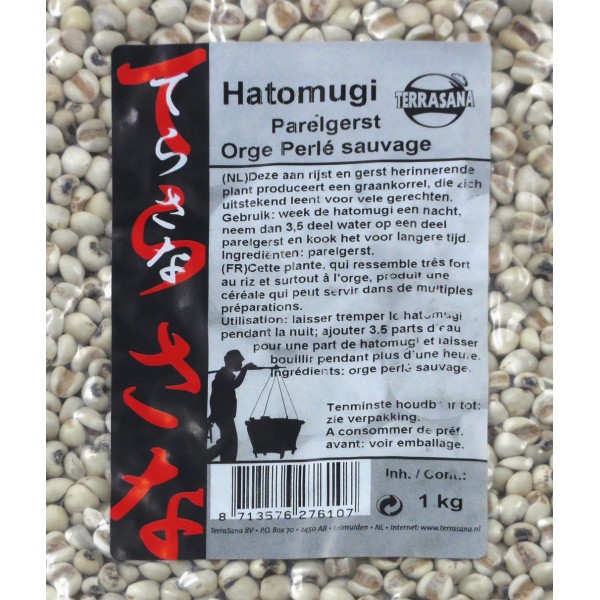 てらさな
Hatomugi
TERRASANA
Parelgerst
Orge Perlé sauvage
(NL)Deze aan rijst en gerst herinnerende
plant produceert een graankorrel, die zich
uitstekend leent voor vele gerechten.
Gebruik: week de hatomugi een nacht,
neem dan 3,5 deel water op een deel
parelgerst en kook het voor langere tijd.
Ingrediënten: parelgerst.
(FR)Cette plante, qui ressemble très fort
au riz et surtout à l'orge, produit une
céréale qui peut servir dans de multiples
préparations.
Utilisation: laisser tremper le hatomugi
pendant la nuit; ajouter 3.5 parts d'eau
pour une part de hatomugi et laisser
bouillir pendant plus d'une heure.
Ingrédients: orge perlé sauvage.
Tenminste houdbaar tot:
zie verpakking.
A consommer de préf.
avant: voir emballage.
Inh. / Cont.:
1 kg
8 713576 276107
TerraSana BV • P.O. Box 70 • 2450 AB • Leimuiden • NL • Internet: www.terrasana.nl